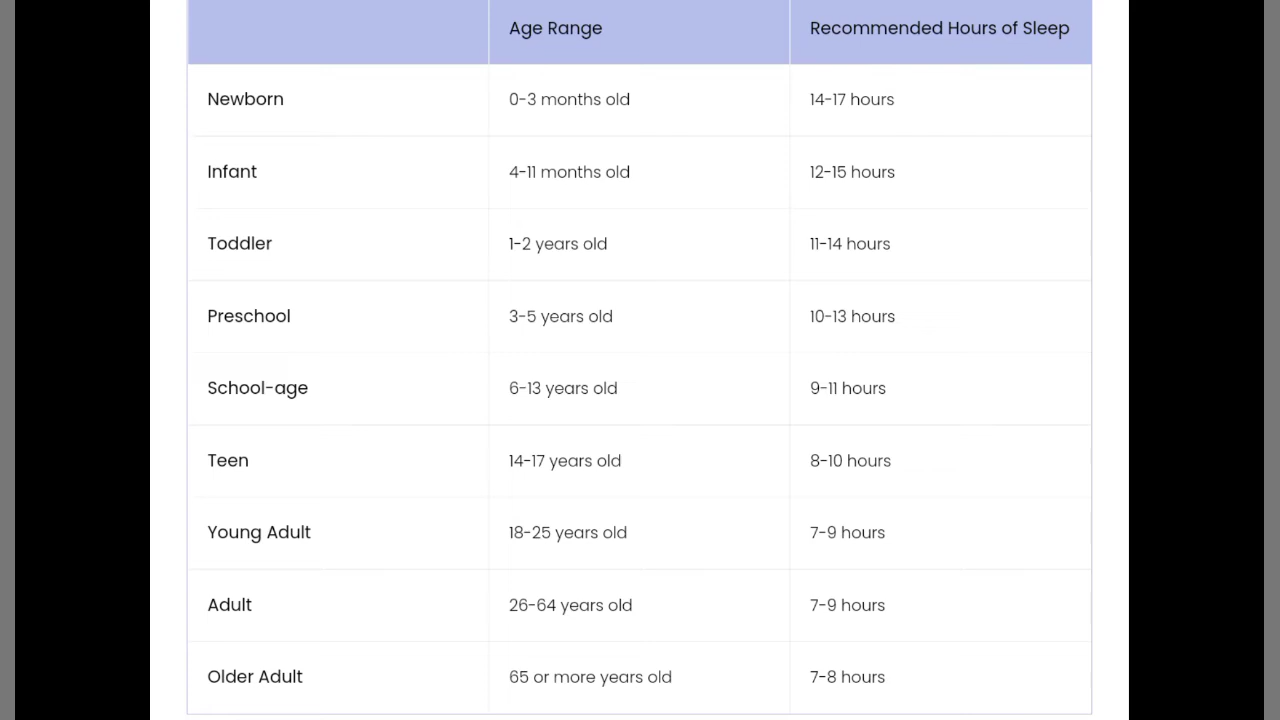 Age Range Recommended Hours of Sleep
Newborn 0-3 months old 14-17 hours
Infant 4-11 months old 12-15 hours
Toddler 1-2 years old 11-14 hours
Preschool 3-5 years old 10-13 hours
School-age 6-13 years old 9-11 hours
Teen 14-17 years old 8-10 hours
Young Adult 18-25 years old 7-9 hours
Adult 26-64 years old 7-9 hours
Older Adult 65 or more years old 7-8 hours